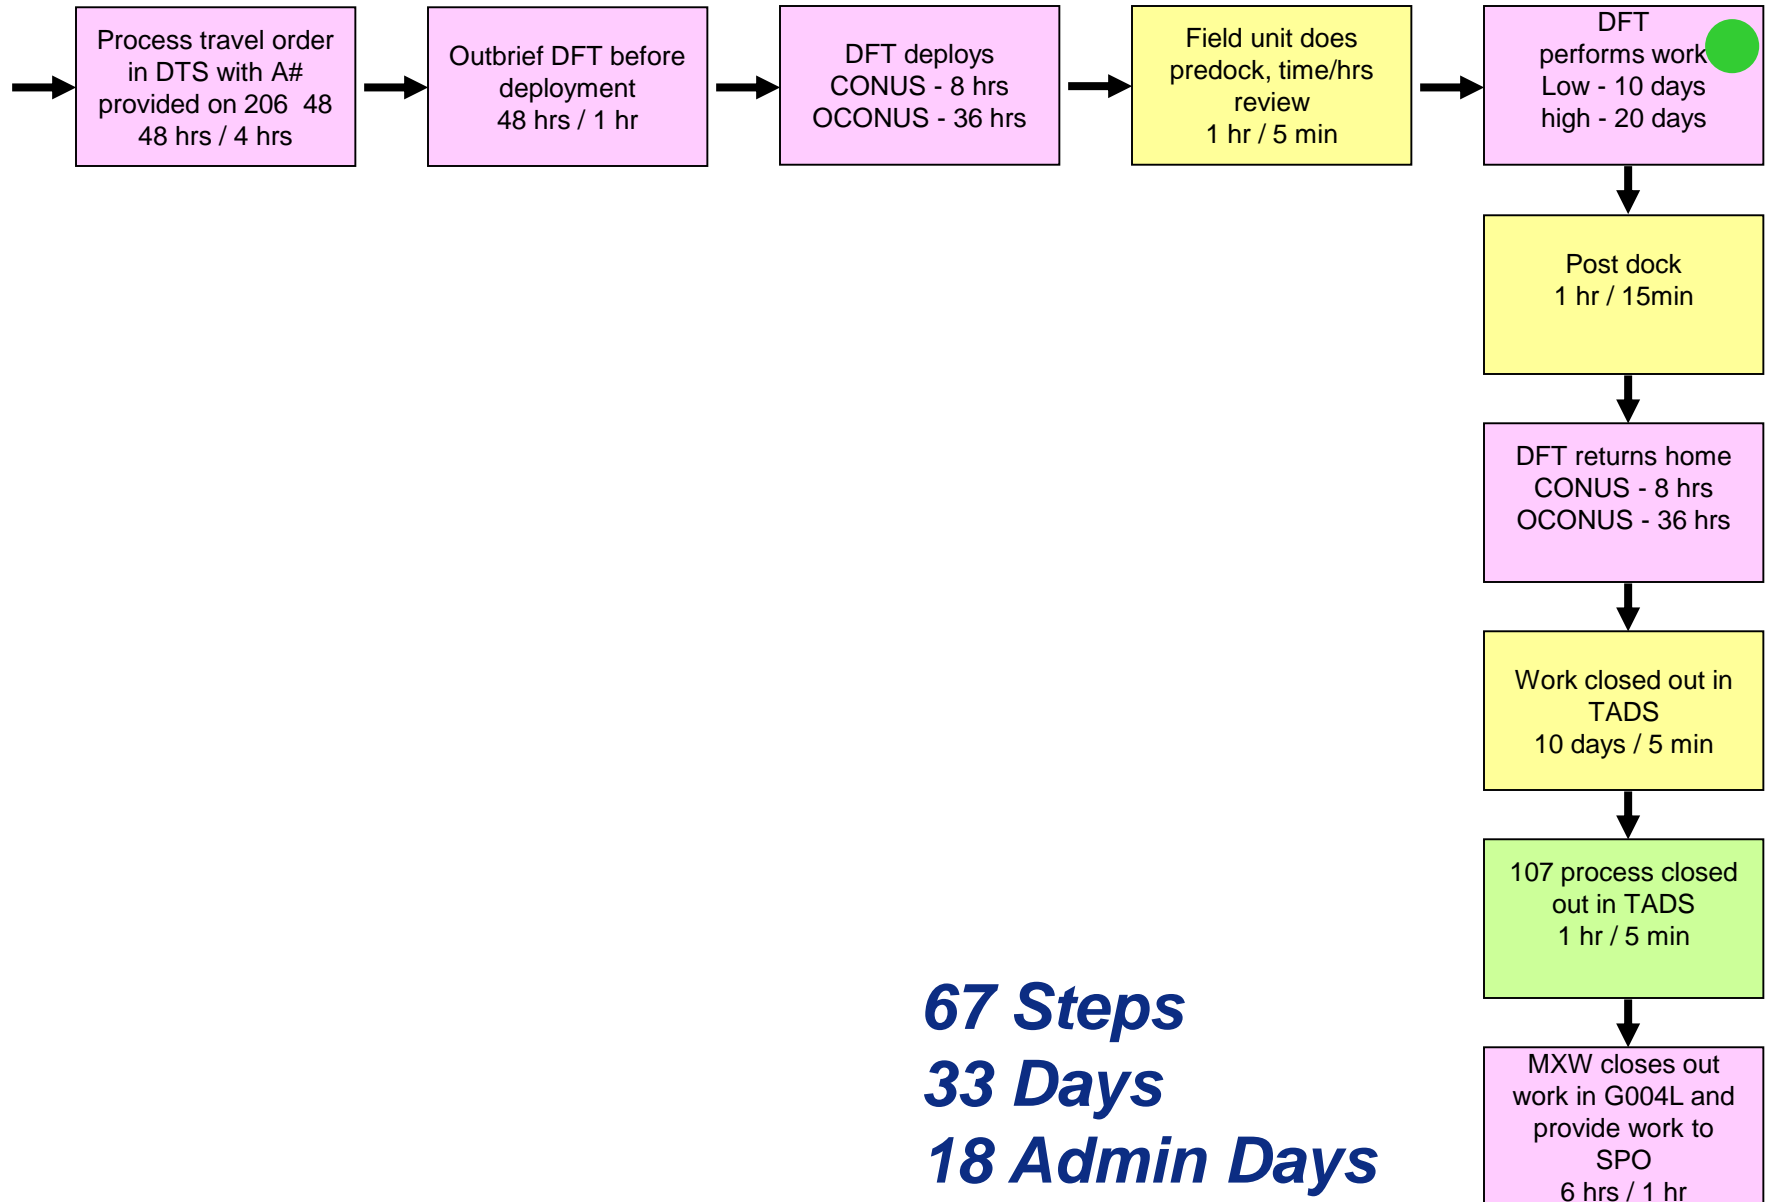 Process travel order
in DTS with A#
provided on 206 48
48 hrs / 4 hrs
Outbrief DFT before
deployment
48 hrs / 1 hr
DFT deploys
CONUS - 8 hrs
OCONUS - 36 hrs
Field unit does
predock, time/hrs
review
1 hr / 5 min
DFT
performs work
Low - 10 days
high - 20 days
Post dock
1 hr / 15min
DFT returns home
CONUS - 8 hrs
OCONUS - 36 hrs
Work closed out in
TADS
10 days / 5 min
107 process closed
out in TADS
1 hr / 5 min
MXW closes out
work in G004L and
provide work to
SPO
6 hrs / 1 hr
67 Steps
33 Days
18 Admin Days